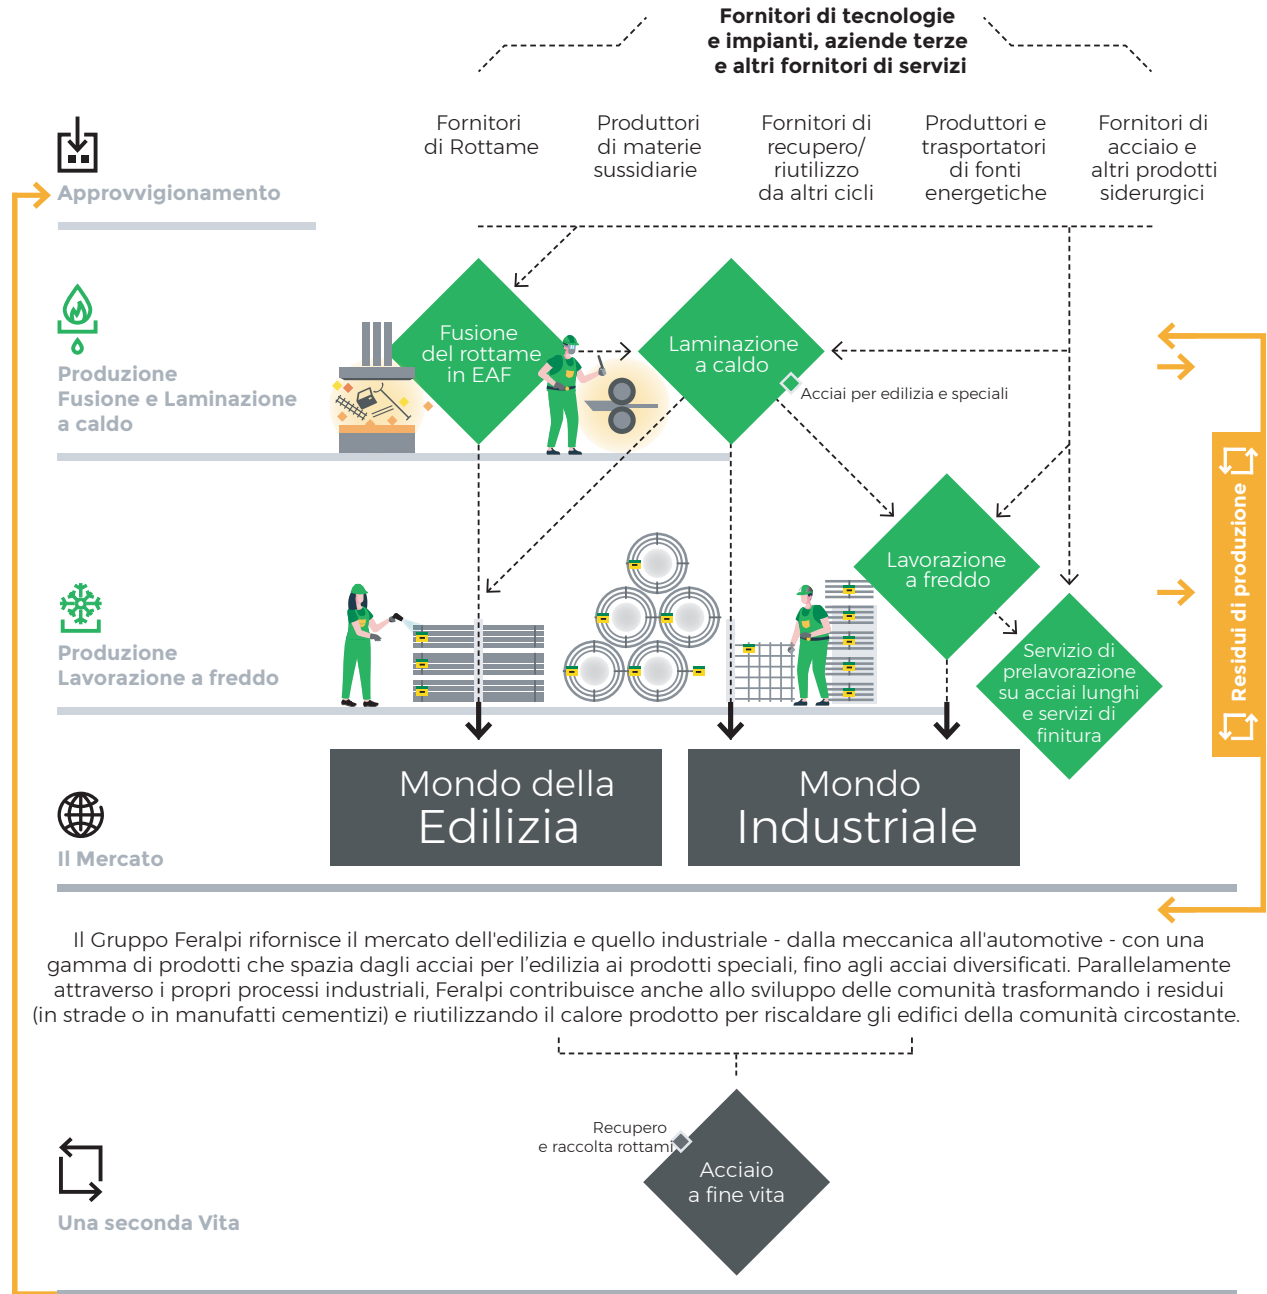 Fornitori di tecnologie
e impianti, aziende terze
e altri fornitori di servizi
Fornitori
di Rottame
Produttori
di materie
sussidiarie
Fornitori di
recupero/
riutilizzo
da altri cicli
Produttori e
trasportatori
di fonti
energetiche
Fornitori di
acciaio e
altri prodotti
siderurgici
Approvvigionamento
Fusione
del rottame
in EAF
Laminazione
a caldo
Acciai per edilizia e speciali
Produzione
Fusione e Laminazione
a caldo
Residui di produzione
Lavorazione
a freddo
Produzione
Lavorazione a freddo
Servizio di
prelavorazione
su acciai lunghi
e servizi di
finitura
Mondo della
Edilizia
Mondo
Industriale
Il Mercato
Il Gruppo Feralpi rifornisce il mercato dell'edilizia e quello industriale - dalla meccanica all'automotive - con una
gamma di prodotti che spazia dagli acciai per l’edilizia ai prodotti speciali, fino agli acciai diversificati. Parallelamente
attraverso i propri processi industriali, Feralpi contribuisce anche allo sviluppo delle comunità trasformando i residui
(in strade o in manufatti cementizi) e riutilizzando il calore prodotto per riscaldare gli edifici della comunità circostante.
Recupero
e raccolta rottami
Acciaio
a fine vita
Una seconda Vita